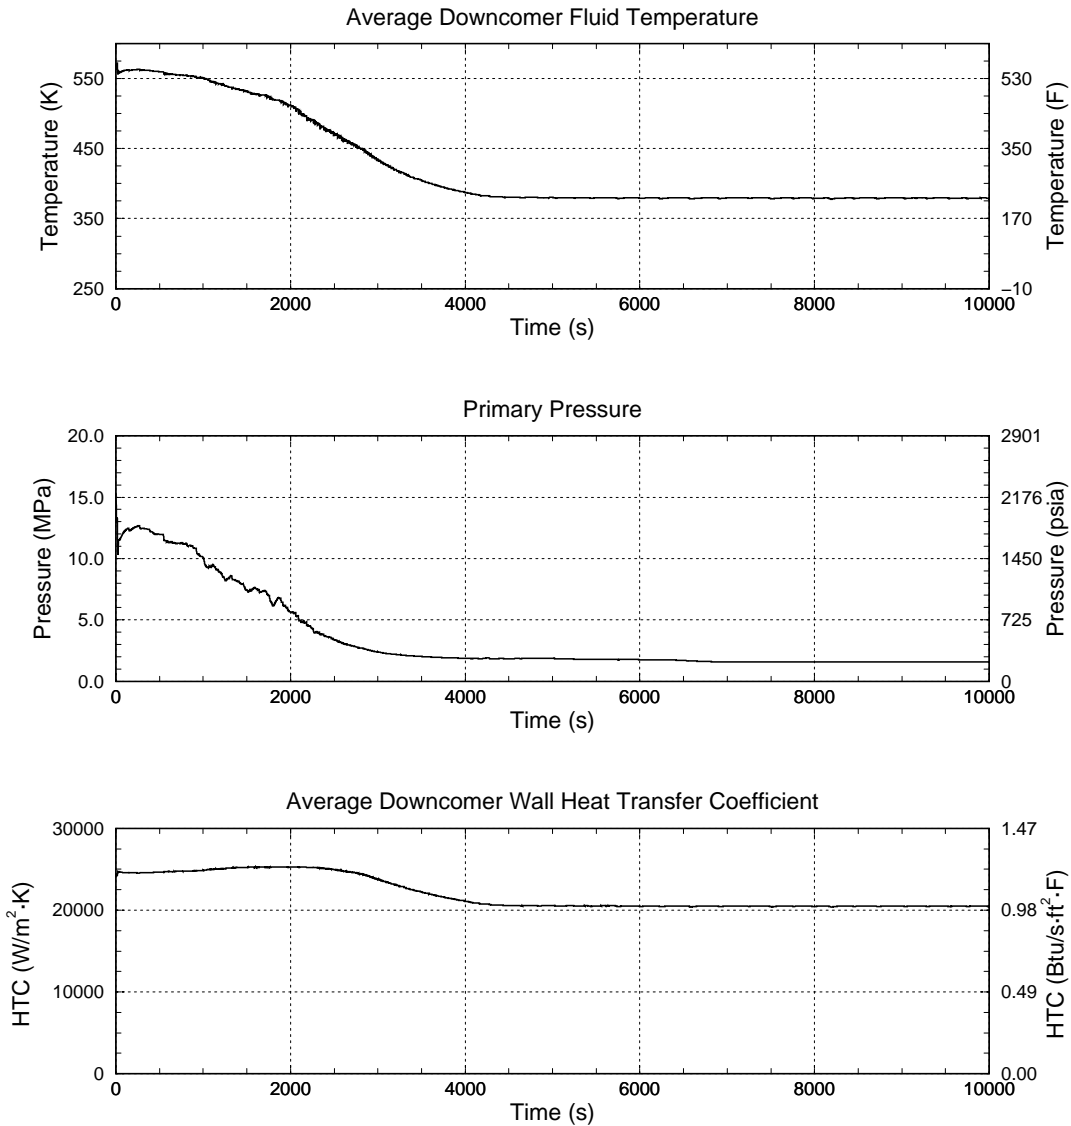 Average Downcomer Fluid Temperature
550 530
450 350
350 170
250 −10
Temperature (K)
Temperature (F)
0 2000 4000 6000 8000 10000
Time (s)
Primary Pressure
20.0 2901
15.0 2176
10.0 1450
5.0 725
0.0 0
Pressure (MPa)
Pressure (psia)
0 2000 4000 6000 8000 10000
Time (s)
Average Downcomer Wall Heat Transfer Coefficient
30000 1.47
20000 0.98
10000 0.49
0 0.00
HTC (W/m²·K)
HTC (Btu/s·ft²·F)
0 2000 4000 6000 8000 10000
Time (s)